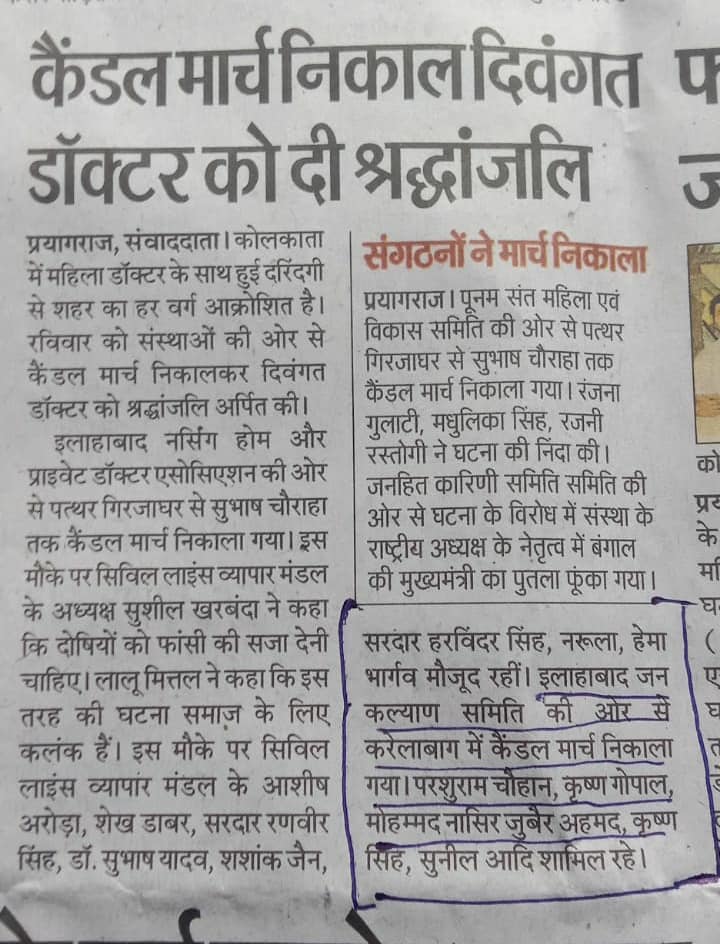 कैंडल मार्च निकाल दिवंगत
डॉक्टर को दी श्रद्धांजलि
प्रयागराज, संवाददाता। कोलकाता
में महिला डॉक्टर के साथ हुई दरिंदगी
से शहर का हर वर्ग आक्रोशित है।
रविवार को संस्थाओं की ओर से
कैंडल मार्च निकालकर दिवंगत
डॉक्टर को श्रद्धांजलि अर्पित की।
इलाहाबाद नर्सिंग होम और
प्राइवेट डॉक्टर एसोसिएशन की ओर
से पत्थर गिरजाघर से सुभाष चौराहा
तक कैंडल मार्च निकाला गया। इस
मौके पर सिविल लाइंस व्यापार मंडल
के अध्यक्ष सुशील खरबंदा ने कहा
कि दोषियों को फांसी की सजा देनी
चाहिए। लालू मित्तल ने कहा कि इस
तरह की घटना समाज के लिए
कलंक हैं। इस मौके पर सिविल
लाइंस व्यापार मंडल के आशीष
अरोड़ा, शेख डाबर, सरदार रणवीर
सिंह, डॉ. सुभाष यादव, शशांक जैन,
संगठनों ने मार्च निकाला
प्रयागराज। पूनम संत महिला एवं
विकास समिति की ओर से पत्थर
गिरजाघर से सुभाष चौराहा तक
कैंडल मार्च निकाला गया। रंजना
गुलाटी, मधुलिका सिंह, रजनी
रस्तोगी ने घटना की निंदा की।
जनहित कारिणी समिति समिति की
ओर से घटना के विरोध में संस्था के
राष्ट्रीय अध्यक्ष के नेतृत्व में बंगाल
की मुख्यमंत्री का पुतला फूंका गया।
सरदार हरविंदर सिंह, नरूला, हेमा
भार्गव मौजूद रहीं। इलाहाबाद जन
कल्याण समिति की ओर से
करेलाबाग में कैंडल मार्च निकाला
गया। परशुराम चौहान, कृष्ण गोपाल,
मोहम्मद नासिर जुबैर अहमद, कृष्ण
सिंह, सुनील आदि शामिल रहे।